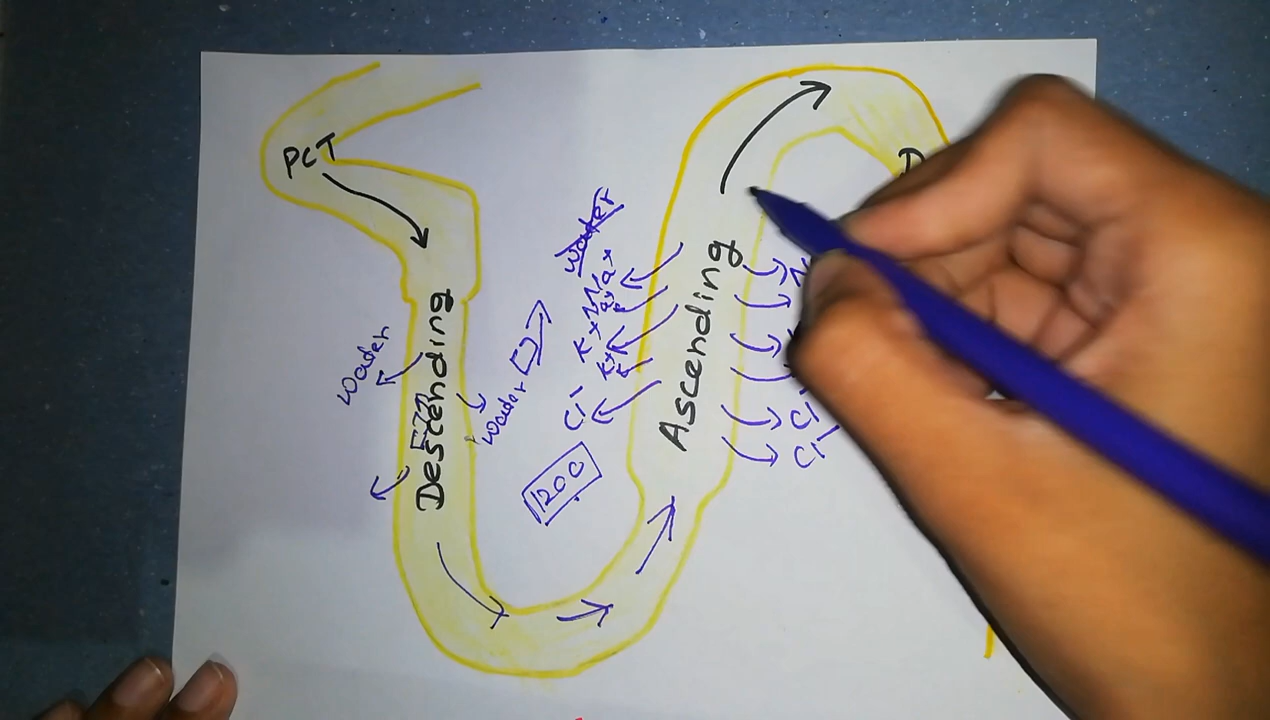 PCT
Descending
Water
Water
Water
Na+
K+
K+
Cl-
1200
Ascending
D
N
Cl-
Cl-